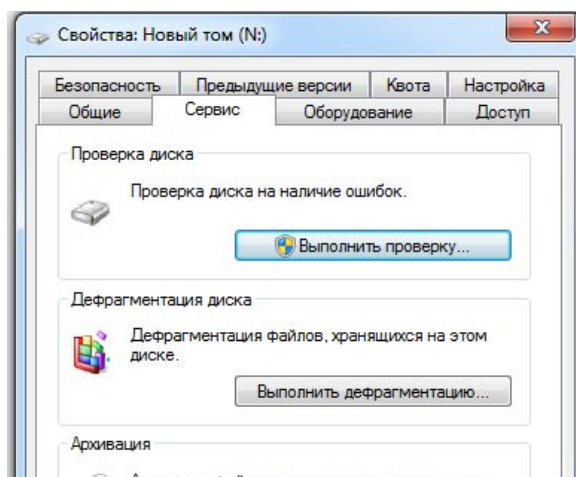 Свойства: Новый том (N:)
Безопасность Предыдущие версии Квота Настройка
Общие Сервис Оборудование Доступ
Проверка диска
Проверка диска на наличие ошибок.
Выполнить проверку...
Дефрагментация диска
Дефрагментация файлов, хранящихся на этом
диске.
Выполнить дефрагментацию...
Архивация